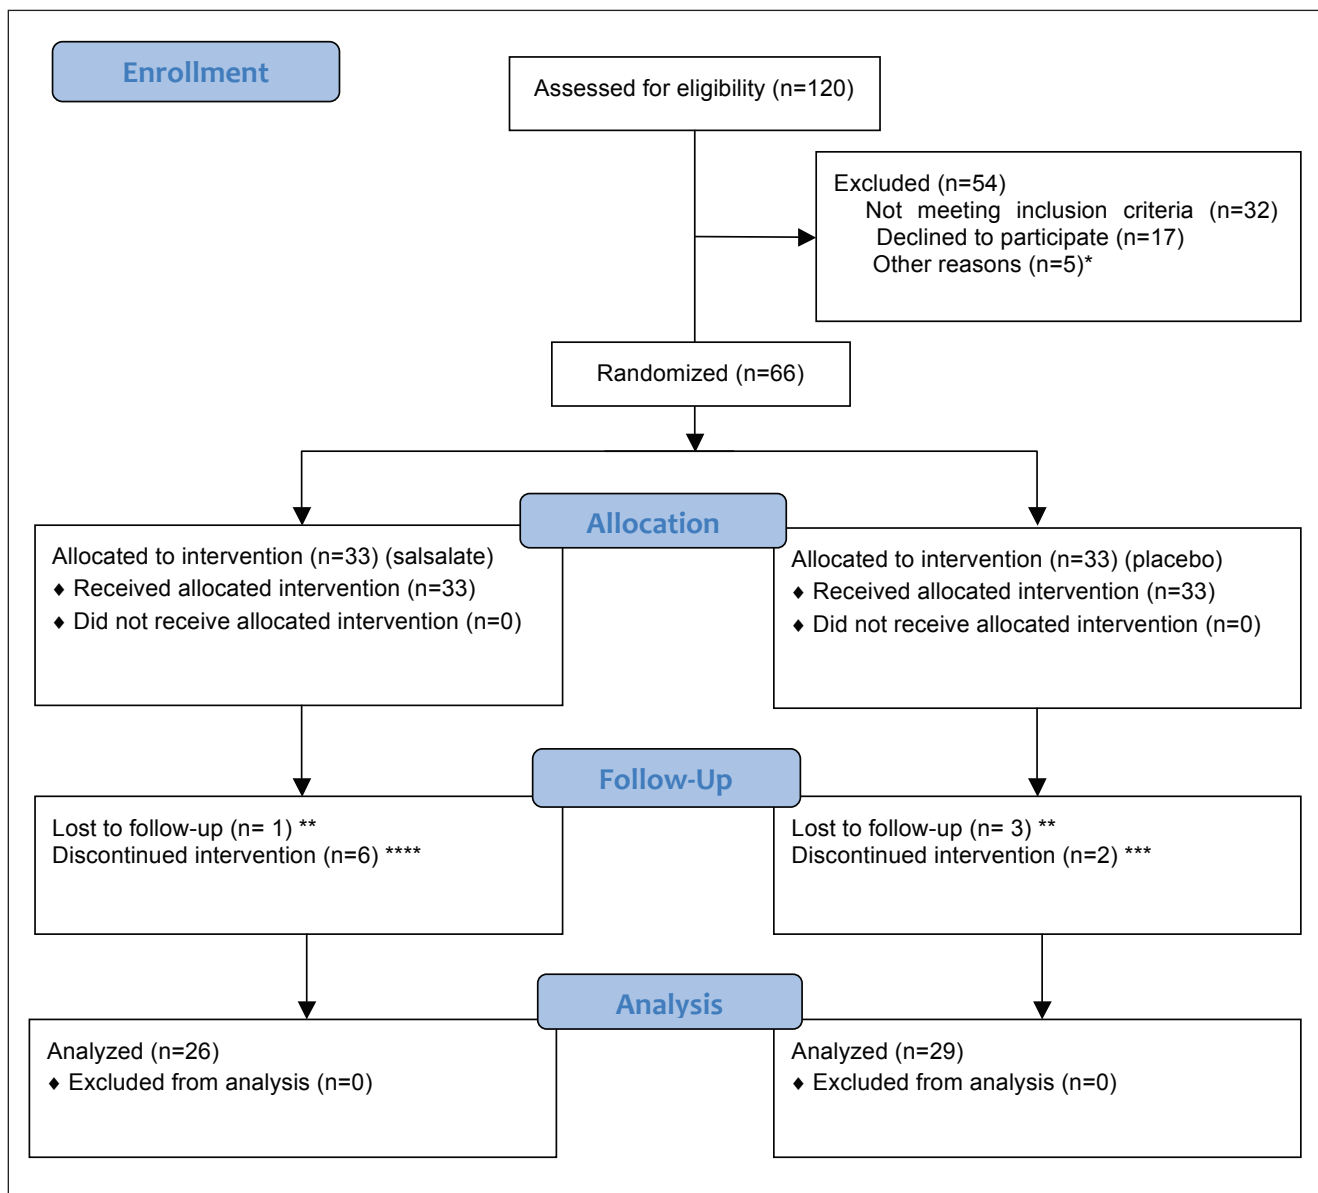 Enrollment
Assessed for eligibility (n=120)
Excluded (n=54)
Not meeting inclusion criteria (n=32)
Declined to participate (n=17)
Other reasons (n=5)*
Randomized (n=66)
Allocation
Allocated to intervention (n=33) (salsalate)
♦ Received allocated intervention (n=33)
♦ Did not receive allocated intervention (n=0)
Allocated to intervention (n=33) (placebo)
♦ Received allocated intervention (n=33)
♦ Did not receive allocated intervention (n=0)
Follow-Up
Lost to follow-up (n= 1) **
Discontinued intervention (n=6) ****
Lost to follow-up (n= 3) **
Discontinued intervention (n=2) ***
Analysis
Analyzed (n=26)
♦ Excluded from analysis (n=0)
Analyzed (n=29)
♦ Excluded from analysis (n=0)